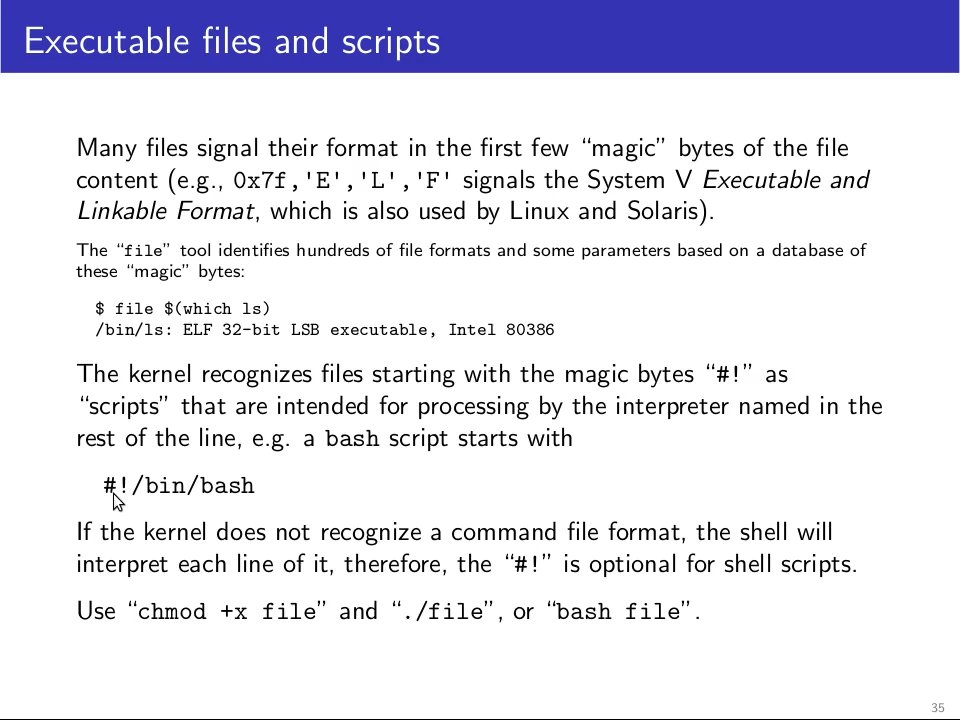 Executable files and scripts
Many files signal their format in the first few “magic” bytes of the file
content (e.g., 0x7f,'E','L','F' signals the System V Executable and
Linkable Format, which is also used by Linux and Solaris).
The “file” tool identifies hundreds of file formats and some parameters based on a database of
these “magic” bytes:
$ file $(which ls)
/bin/ls: ELF 32-bit LSB executable, Intel 80386
The kernel recognizes files starting with the magic bytes “#!” as
“scripts” that are intended for processing by the interpreter named in the
rest of the line, e.g. a bash script starts with
#!/bin/bash
If the kernel does not recognize a command file format, the shell will
interpret each line of it, therefore, the “#!” is optional for shell scripts.
Use “chmod +x file” and “./file”, or “bash file”.
35